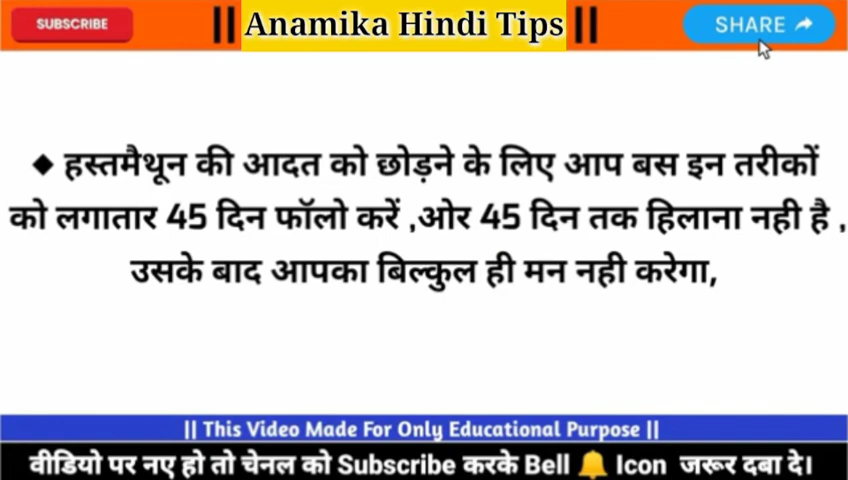 SUBSCRIBE
|| Anamika Hindi Tips ||
SHARE
◆ हस्तमैथून की आदत को छोड़ने के लिए आप बस इन तरीकों
को लगातार 45 दिन फॉलो करें ,ओर 45 दिन तक हिलाना नही है ,
उसके बाद आपका बिल्कुल ही मन नही करेगा,
|| This Video Made For Only Educational Purpose ||
वीडियो पर नए हो तो चेनल को Subscribe करके Bell 🔔 Icon जरूर दबा दे।